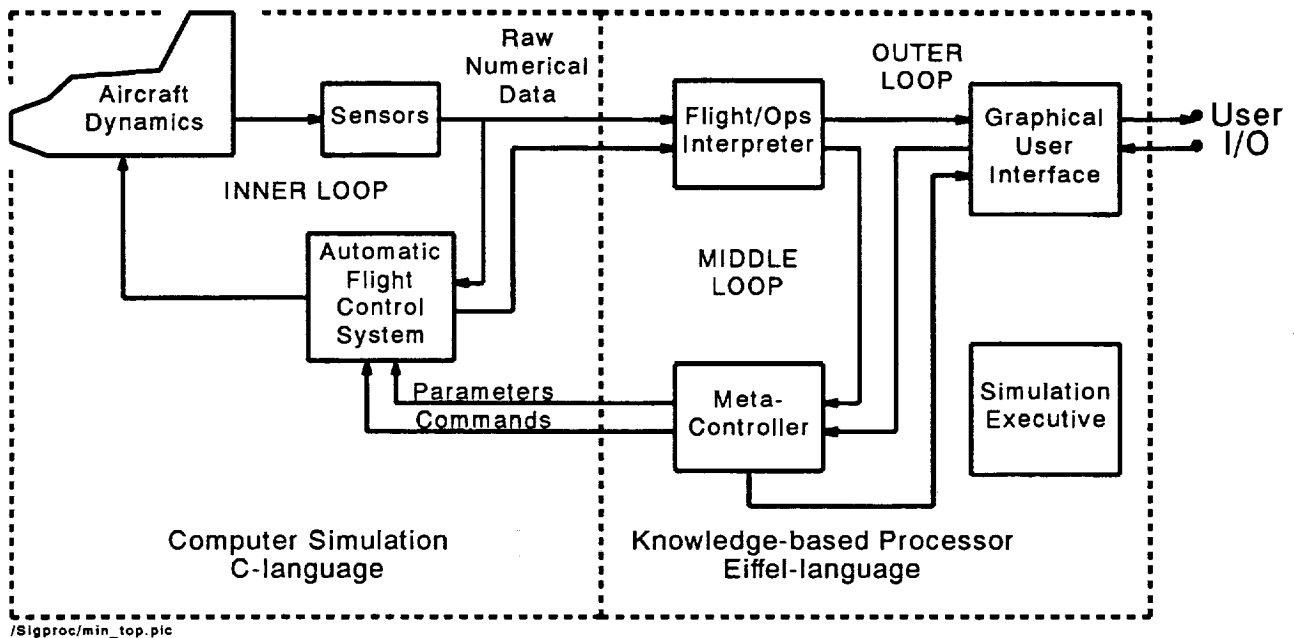 Raw
Numerical
Data
OUTER
LOOP
Aircraft
Dynamics
Sensors
Flight/Ops
Interpreter
Graphical
User
Interface
User
I/O
INNER LOOP
Automatic
Flight
Control
System
MIDDLE
LOOP
Parameters
Commands
Meta-
Controller
Simulation
Executive
Computer Simulation
C-language
Knowledge-based Processor
Eiffel-language
/Sigproc/min_top.pic